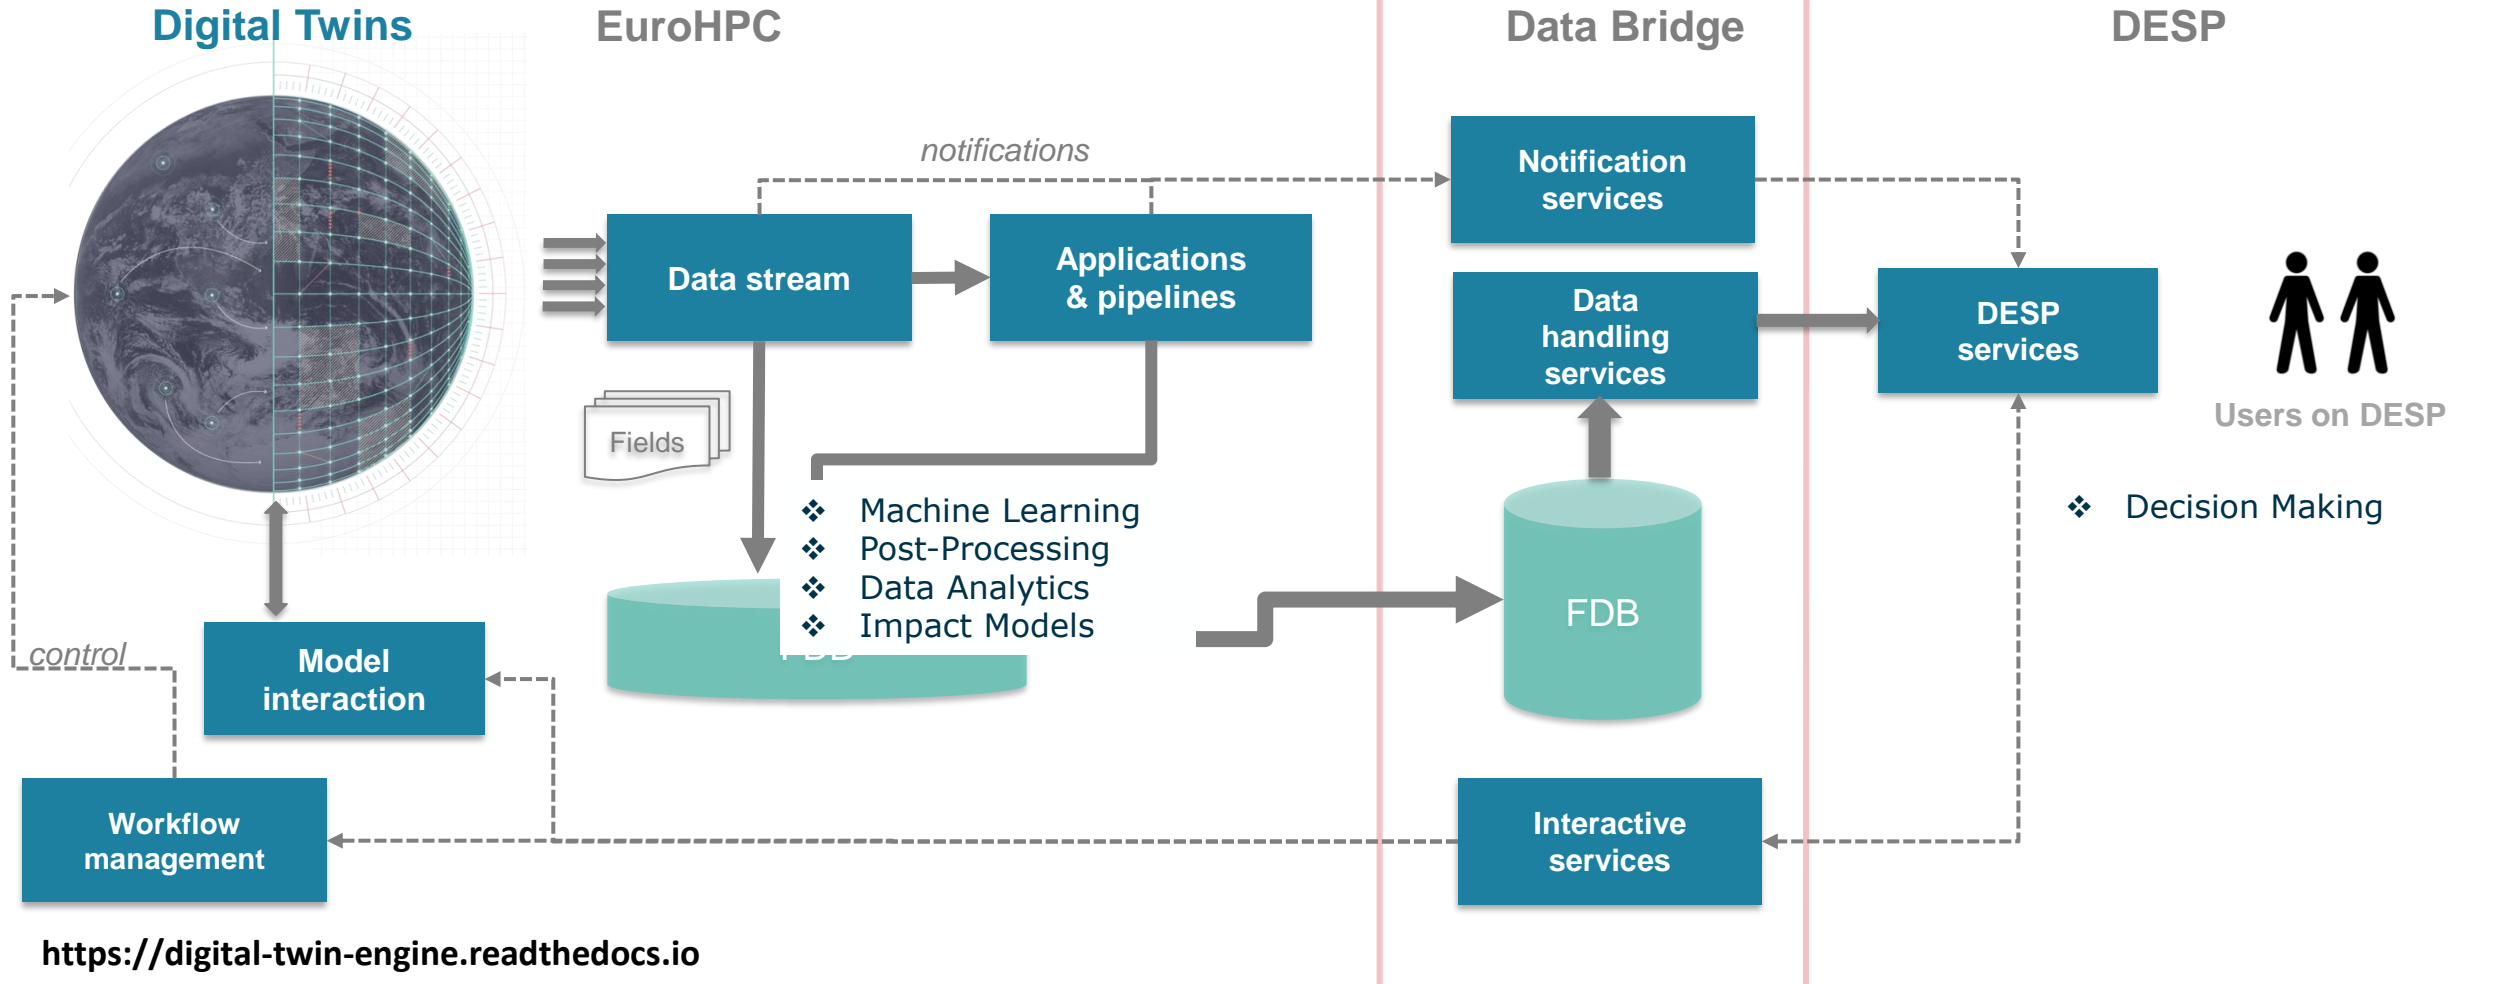 Digital Twins
EuroHPC
Data Bridge
DESP
notifications
Notification
services
Data stream
Applications
& pipelines
Data
handling
services
DESP
services
Users on DESP
Fields
Machine Learning
Post-Processing
Data Analytics
Impact Models
Decision Making
FDB
FDB
control
Model
interaction
Workflow
management
Interactive
services
https://digital-twin-engine.readthedocs.io